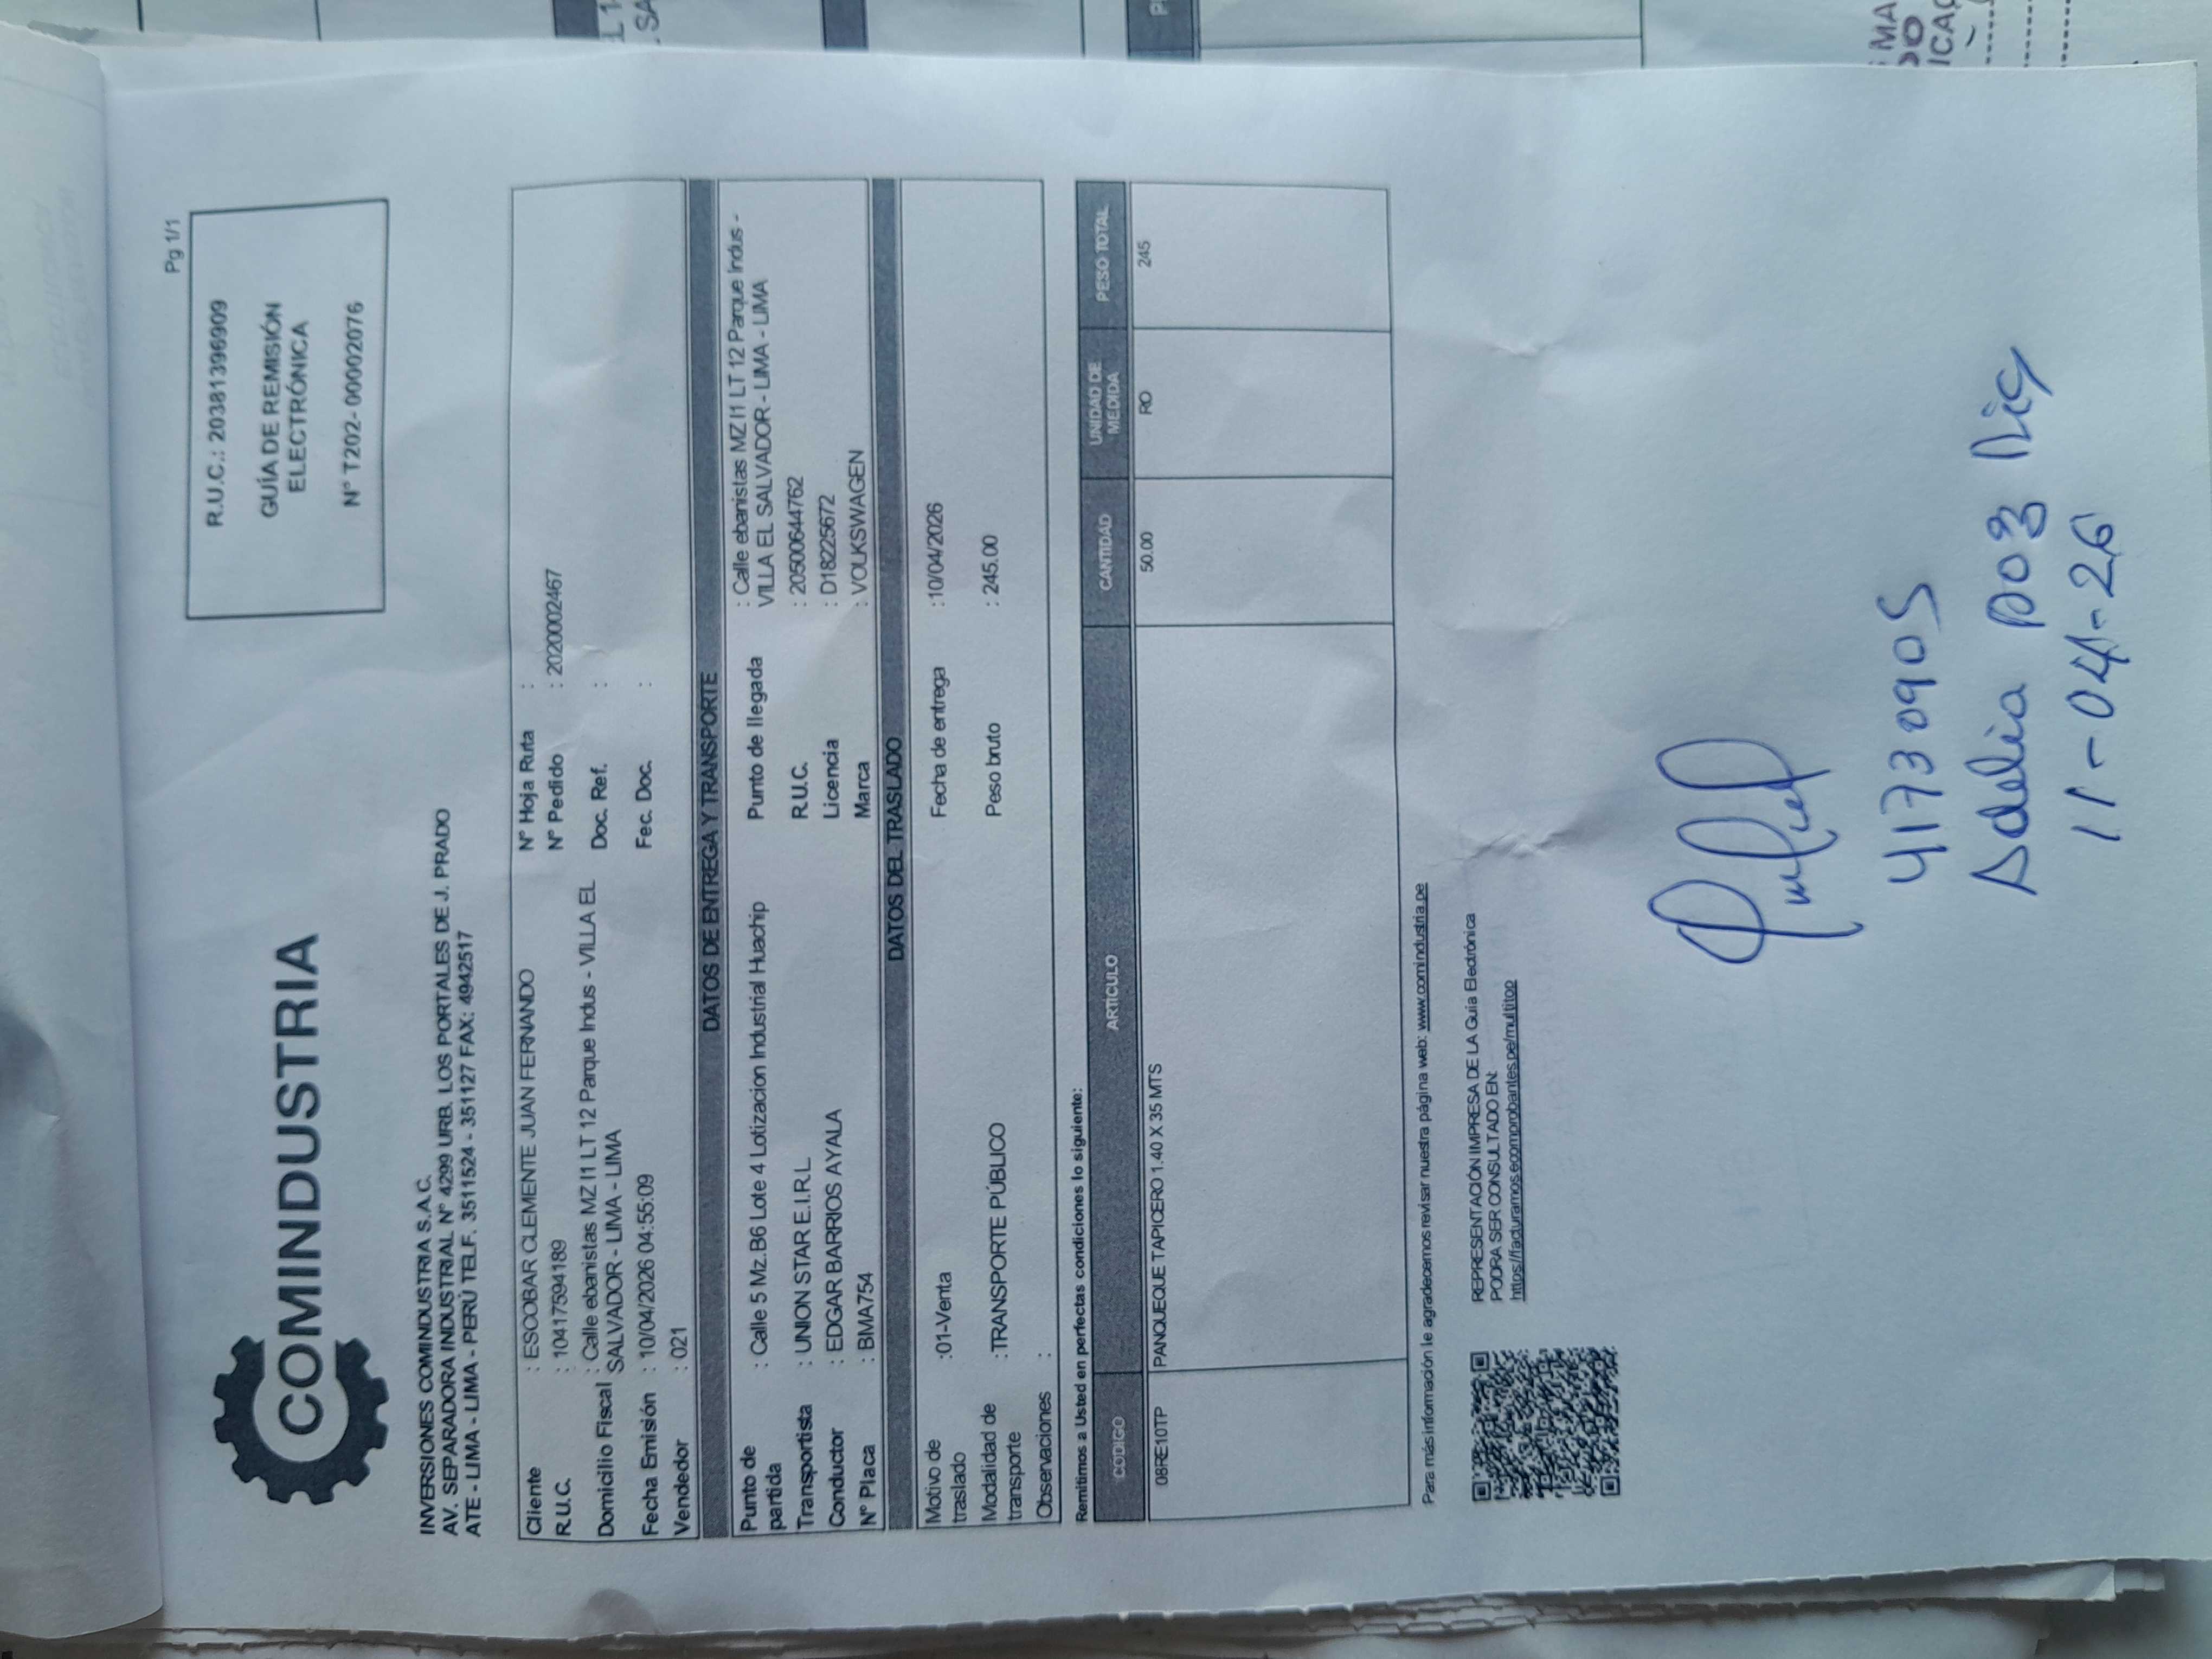 Pg 1/1
R.U.C.: 20381396909
GUÍA DE REMISIÓN
ELECTRÓNICA
N° T202- 00002076
COMINDUSTRIA
INVERSIONES COMINDUSTRIA S.A.C.
AV. SEPARADORA INDUSTRIAL N° 4299 URB. LOS PORTALES DE J. PRADO
ATE - LIMA - LIMA - PERÚ TELF. 3511524 - 351127 FAX: 4942517
Cliente : ESCOBAR CLEMENTE JUAN FERNANDO
N° Hoja Ruta :
R.U.C. : 10417594189
N° Pedido : 2020002467
Domicilio Fiscal : Calle ebanistas MZ I1 LT 12 Parque Indus - VILLA EL
SALVADOR - LIMA - LIMA
Doc. Ref. :
Fecha Emisión : 10/04/2026 04:55:09
Fec. Doc. :
Vendedor : 021
DATOS DE ENTREGA Y TRANSPORTE
Punto de
partida : Calle 5 Mz.B6 Lote 4 Lotizacion Industrial Huachip
Punto de llegada : Calle ebanistas MZ I1 LT 12 Parque Indus -
VILLA EL SALVADOR - LIMA - LIMA
Transportista : UNION STAR E.I.R.L
R.U.C. : 20500644762
Conductor : EDGAR BARRIOS AYALA
Licencia : D18225672
N° Placa : BMA754
Marca : VOLKSWAGEN
DATOS DEL TRASLADO
Motivo de
traslado :01-Venta
Fecha de entrega :10/04/2026
Modalidad de
transporte :TRANSPORTE PÚBLICO
Peso bruto : 245.00
Observaciones :
Remitimos a Usted en perfectas condiciones lo siguiente:
CODIGO ARTÍCULO CANTIDAD UNIDAD DE MEDIDA PESO TOTAL
08RE10TP PANQUEQUE TAPICERO 1.40 X 35 MTS 50.00 RO 245
Para más información le agradecemos revisar nuestra página web: www.comindustria.pe
REPRESENTACIÓN IMPRESA DE LA Guía Electrónica
PODRA SER CONSULTADO EN:
https://facturamos.ecomprobantes.pe/multitop
41730905
Adelia
11-04-26